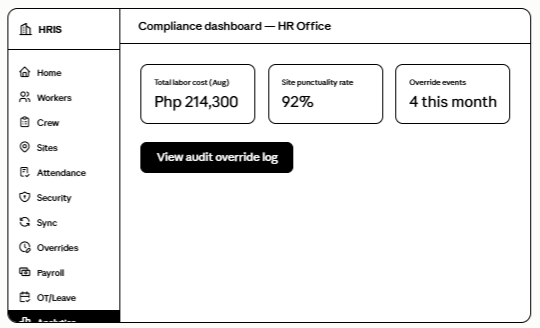 HRIS
Compliance dashboard — HR Office
Home
Workers
Crew
Sites
Attendance
Security
Sync
Overrides
Payroll
OT/Leave
Total labor cost (Aug)
Php 214,300
Site punctuality rate
92%
Override events
4 this month
View audit override log